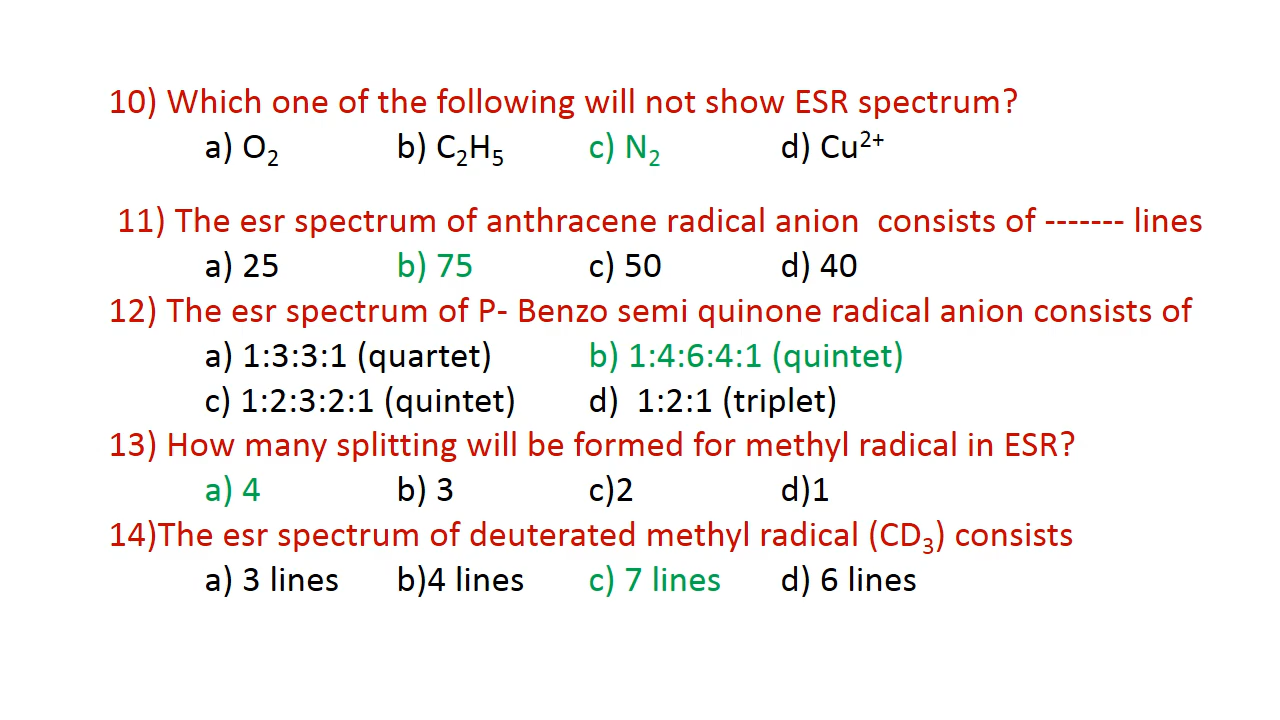 10) Which one of the following will not show ESR spectrum?
a) O₂ b) C₂H₅ c) N₂ d) Cu²⁺
11) The esr spectrum of anthracene radical anion consists of ------- lines
a) 25 b) 75 c) 50 d) 40
12) The esr spectrum of P- Benzo semi quinone radical anion consists of
a) 1:3:3:1 (quartet) b) 1:4:6:4:1 (quintet)
c) 1:2:3:2:1 (quintet) d) 1:2:1 (triplet)
13) How many splitting will be formed for methyl radical in ESR?
a) 4 b) 3 c)2 d)1
14)The esr spectrum of deuterated methyl radical (CD₃) consists
a) 3 lines b)4 lines c) 7 lines d) 6 lines